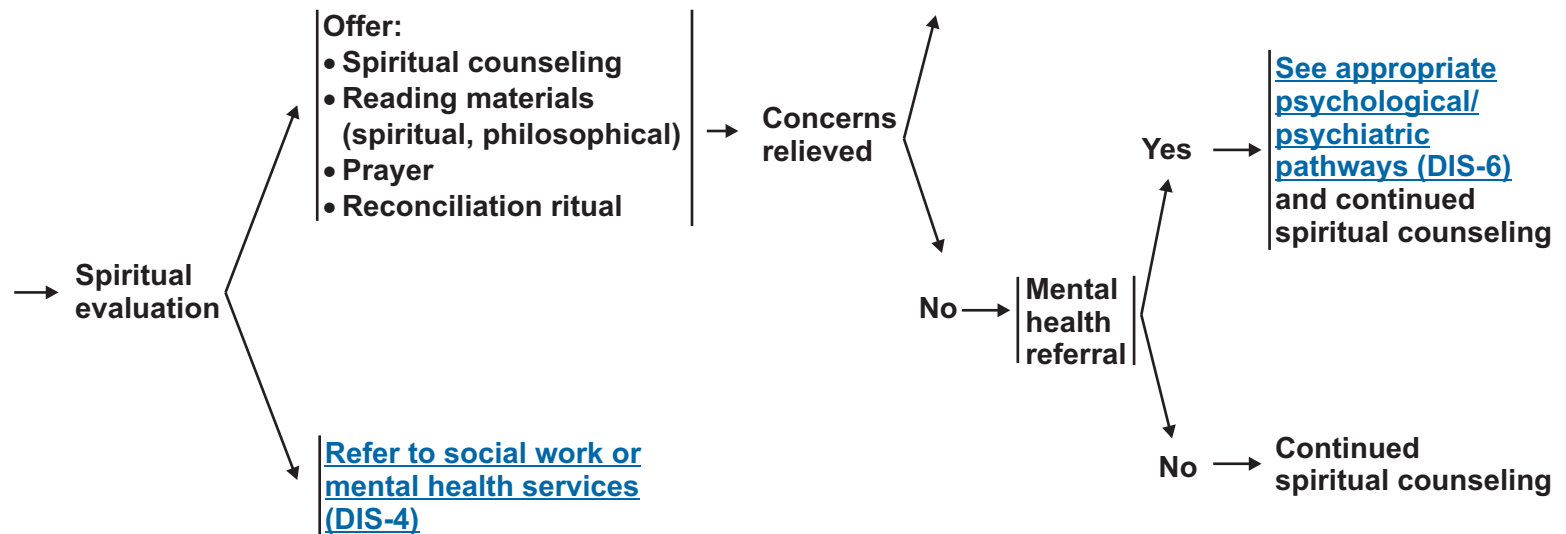 Offer:
• Spiritual counseling
• Reading materials
(spiritual, philosophical)
• Prayer
• Reconciliation ritual
Concerns
relieved
Yes
See appropriate
psychological/
psychiatric
pathways (DIS-6)
and continued
spiritual counseling
Spiritual
evaluation
No
Mental
health
referral
Refer to social work or
mental health services
(DIS-4)
No
Continued
spiritual counseling